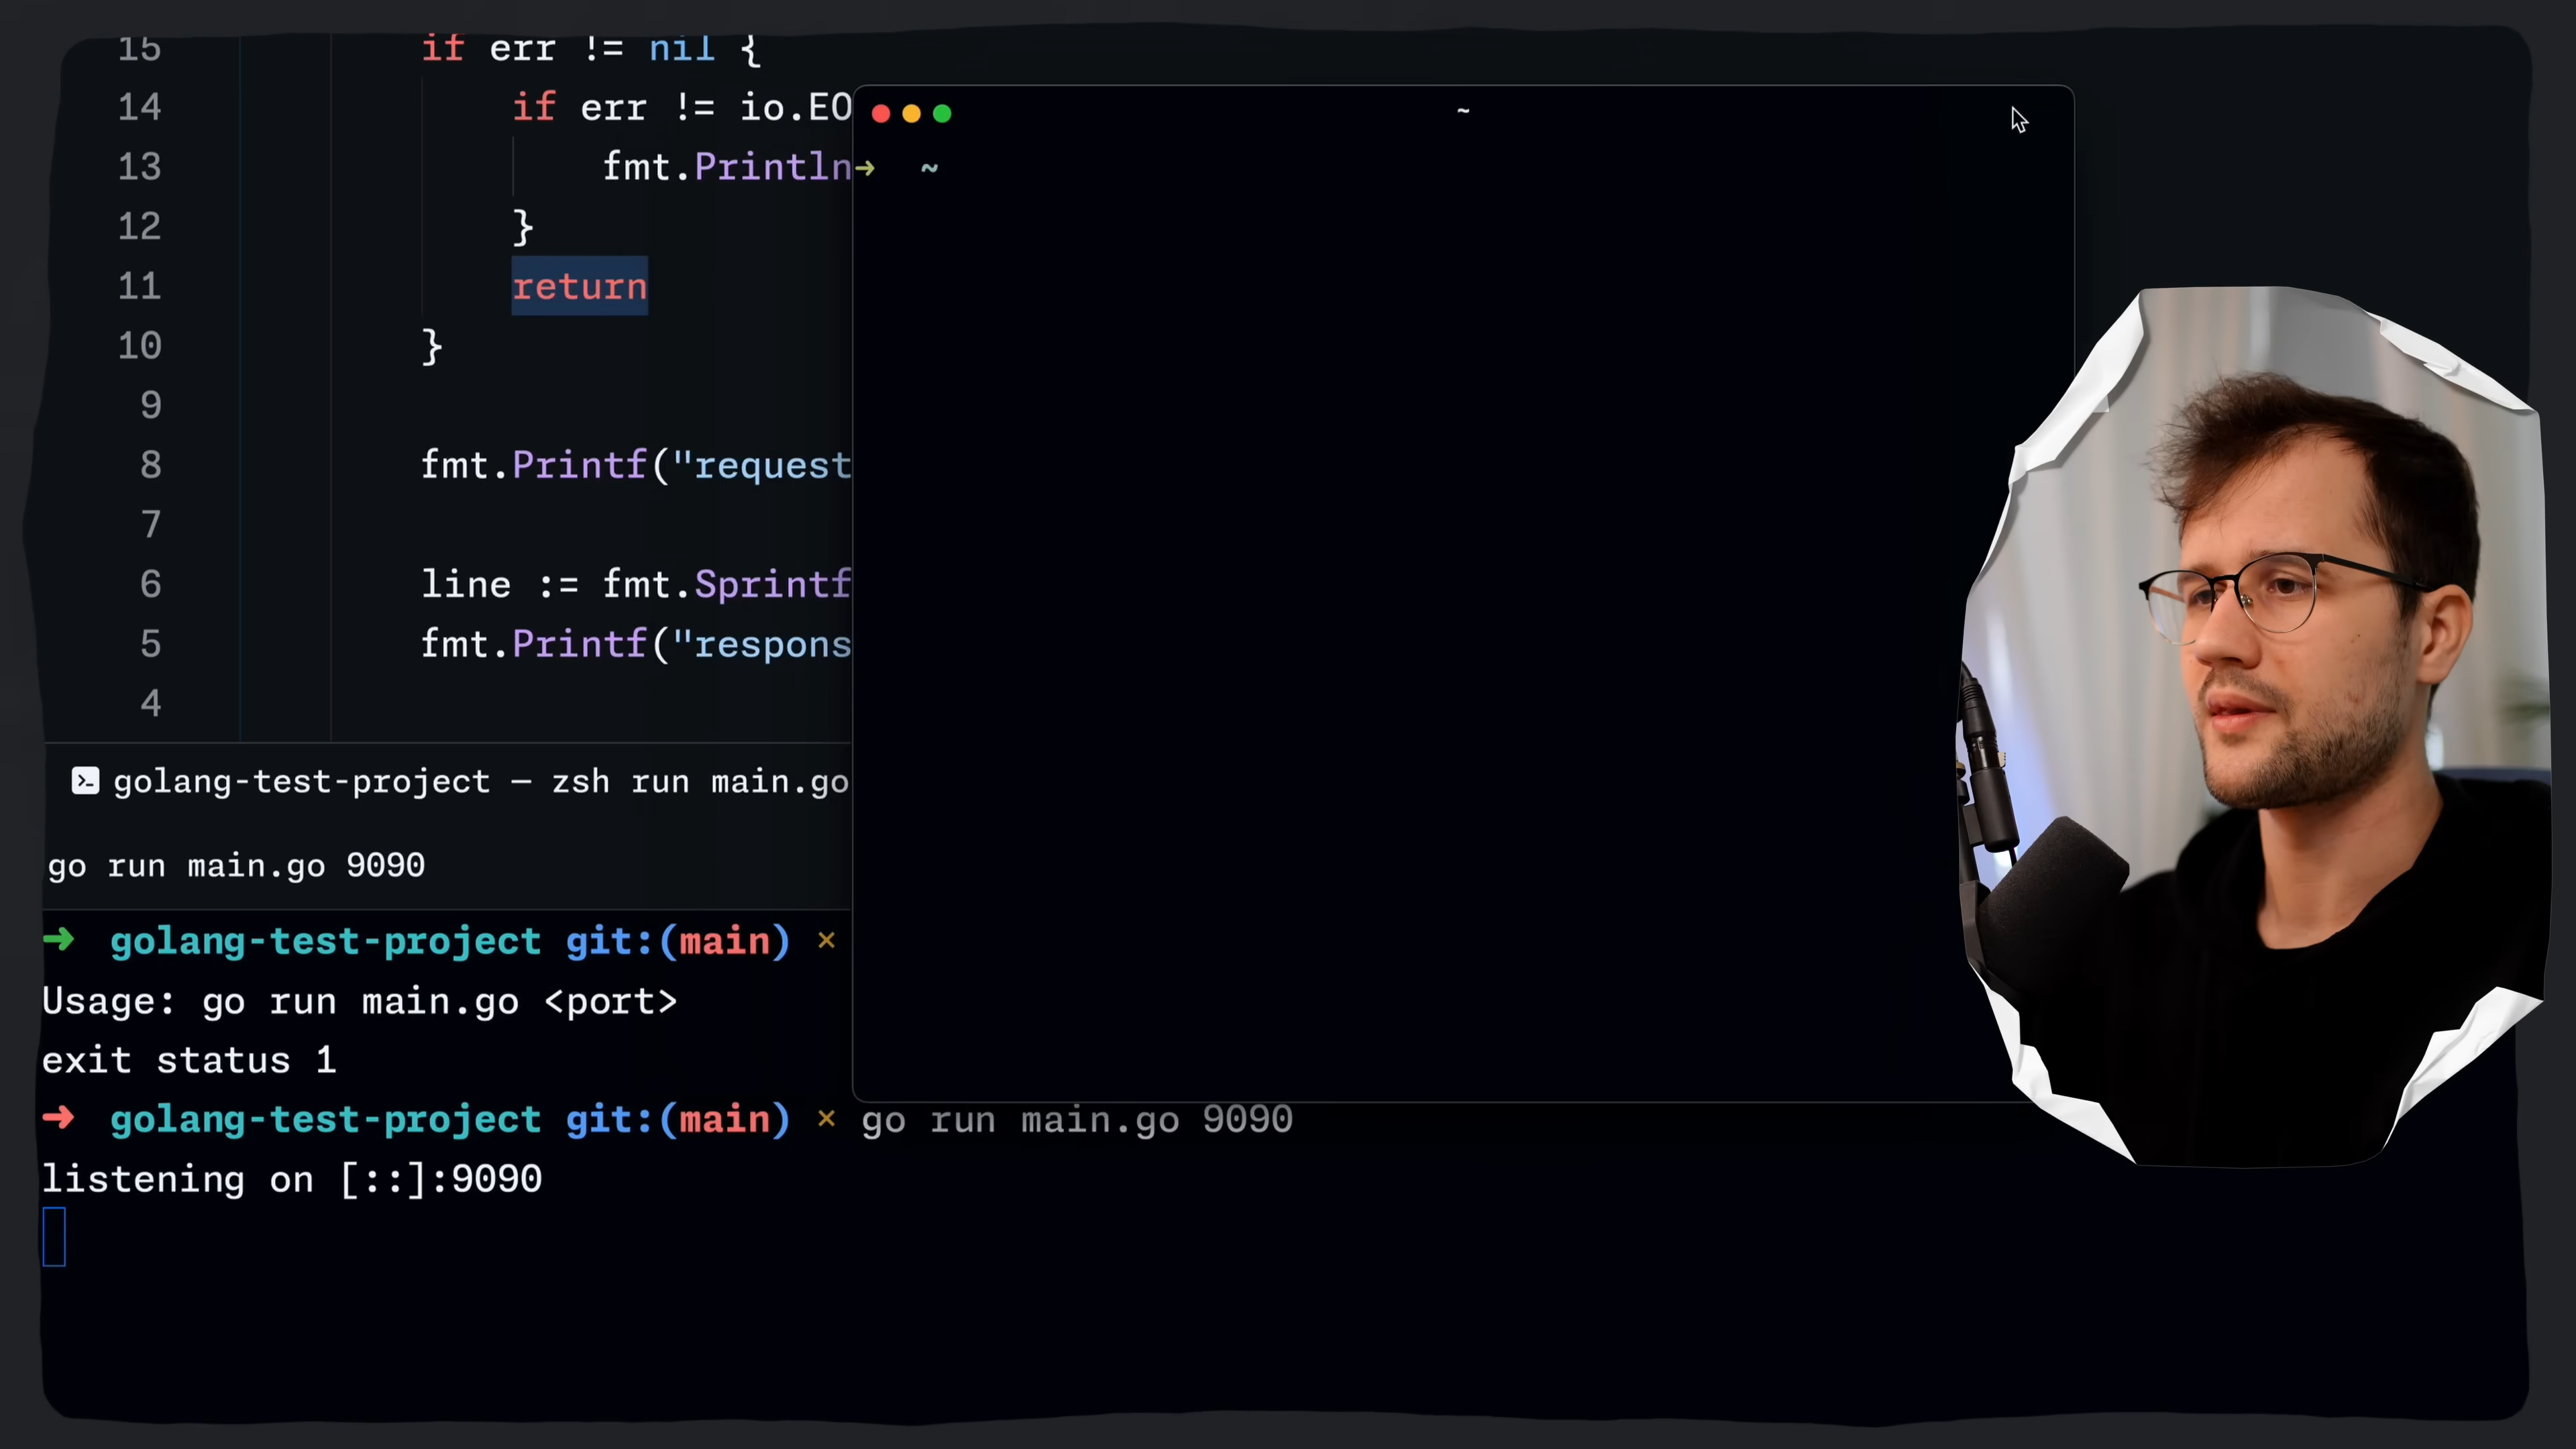 15 if err != nil {
14 if err != io.EO
13 fmt.Println
12 }
11 return
10 }
9
8 fmt.Printf("request
7
6 line := fmt.Sprintf
5 fmt.Printf("respons
4
~
➜ ~
golang-test-project — zsh run main.go
go run main.go 9090
➜ golang-test-project git:(main) ×
Usage: go run main.go <port>
exit status 1
➜ golang-test-project git:(main) × go run main.go 9090
listening on [::]:9090